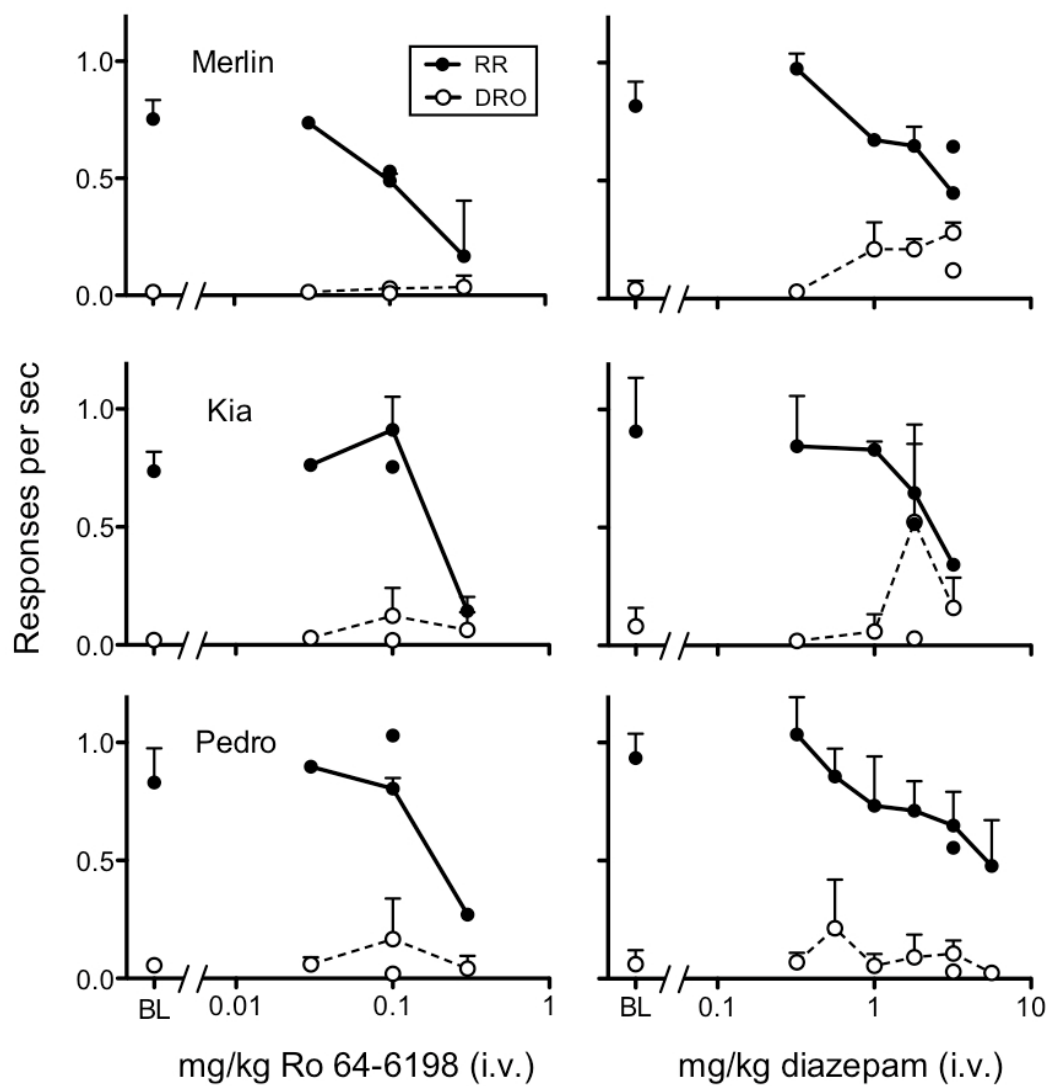 1.0
Merlin
RR
DRO
0.5
0.0
1.0
Kia
0.5
0.0
Responses per sec
1.0
Pedro
0.5
0.0
BL 0.01 0.1 1
BL 0.1 1 10
mg/kg Ro 64-6198 (i.v.)
mg/kg diazepam (i.v.)